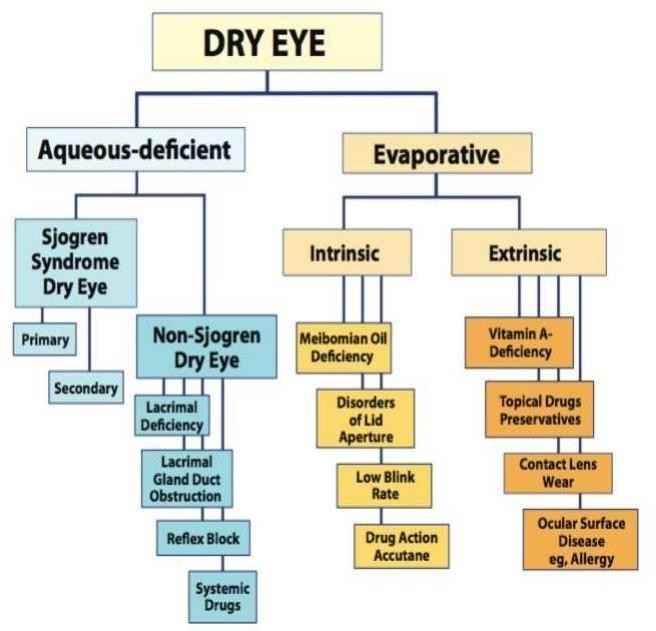 DRY EYE
Aqueous-deficient
Evaporative
Sjogren
Syndrome
Dry Eye
Primary
Secondary
Non-Sjogren
Dry Eye
Lacrimal
Deficiency
Lacrimal
Gland Duct
Obstruction
Reflex Block
Systemic
Drugs
Intrinsic
Meibomian Oil
Deficiency
Disorders
of Lid
Aperture
Low Blink
Rate
Drug Action
Accutane
Extrinsic
Vitamin A-
Deficiency
Topical Drugs
Preservatives
Contact Lens
Wear
Ocular Surface
Disease
eg, Allergy